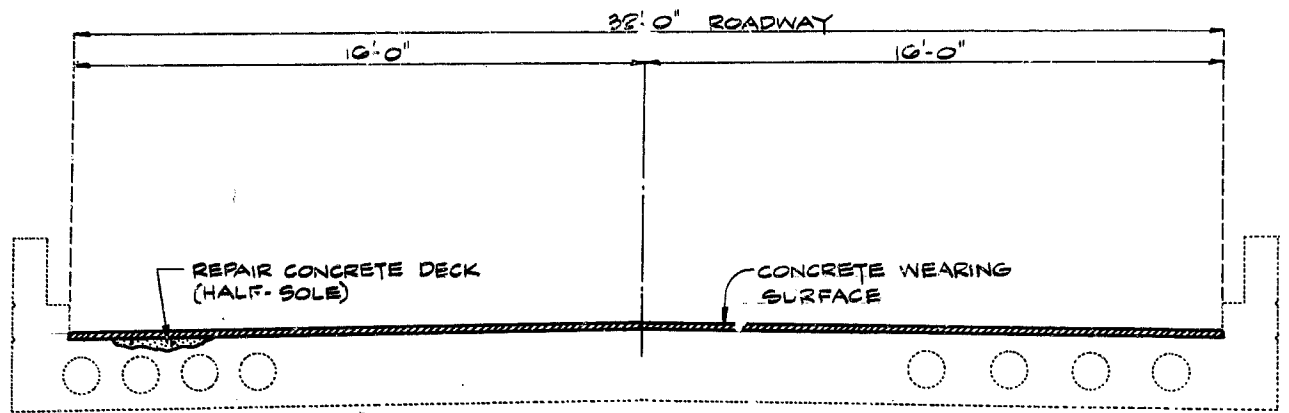 32'-0" ROADWAY
16'-0"
16'-0"
REPAIR CONCRETE DECK
(HALF-SOLE)
CONCRETE WEARING
SURFACE